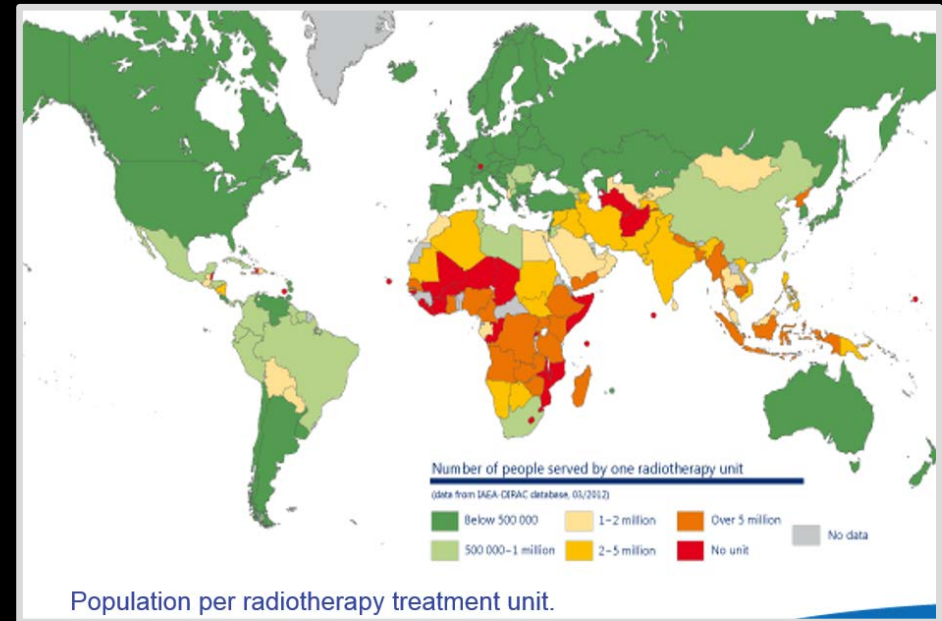 Number of people served by one radiotherapy unit
(data from IAEA-DIRAC database, 03/2012)
Below 500 000
1–2 million
Over 5 million
No data
500 000–1 million
2–5 million
No unit
Population per radiotherapy treatment unit.